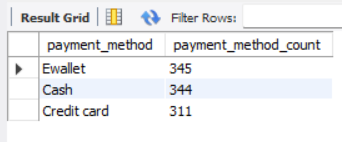 Result Grid Filter Rows:
payment_method payment_method_count
Ewallet 345
Cash 344
Credit card 311